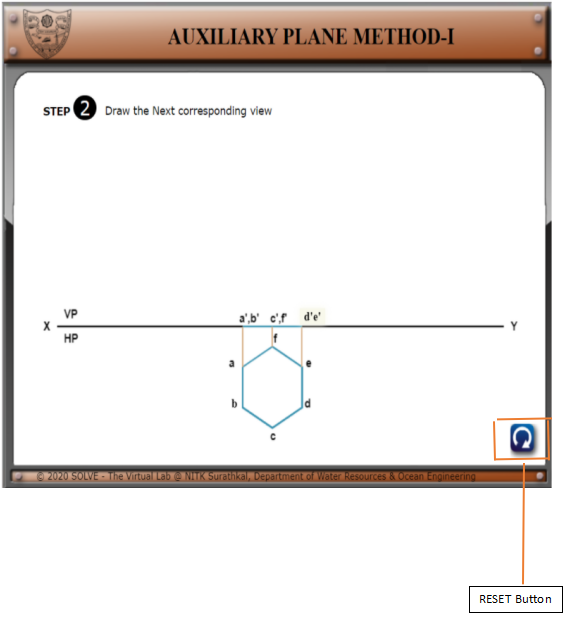 AUXILIARY PLANE METHOD-I
STEP 2 Draw the Next corresponding view
a',b' c',f' d'e'
VP
X Y
HP
f
a e
b d
c
© 2020 SOLVE - The Virtual Lab @ NITK Surathkal, Department of Water Resources & Ocean Engineering
RESET Button